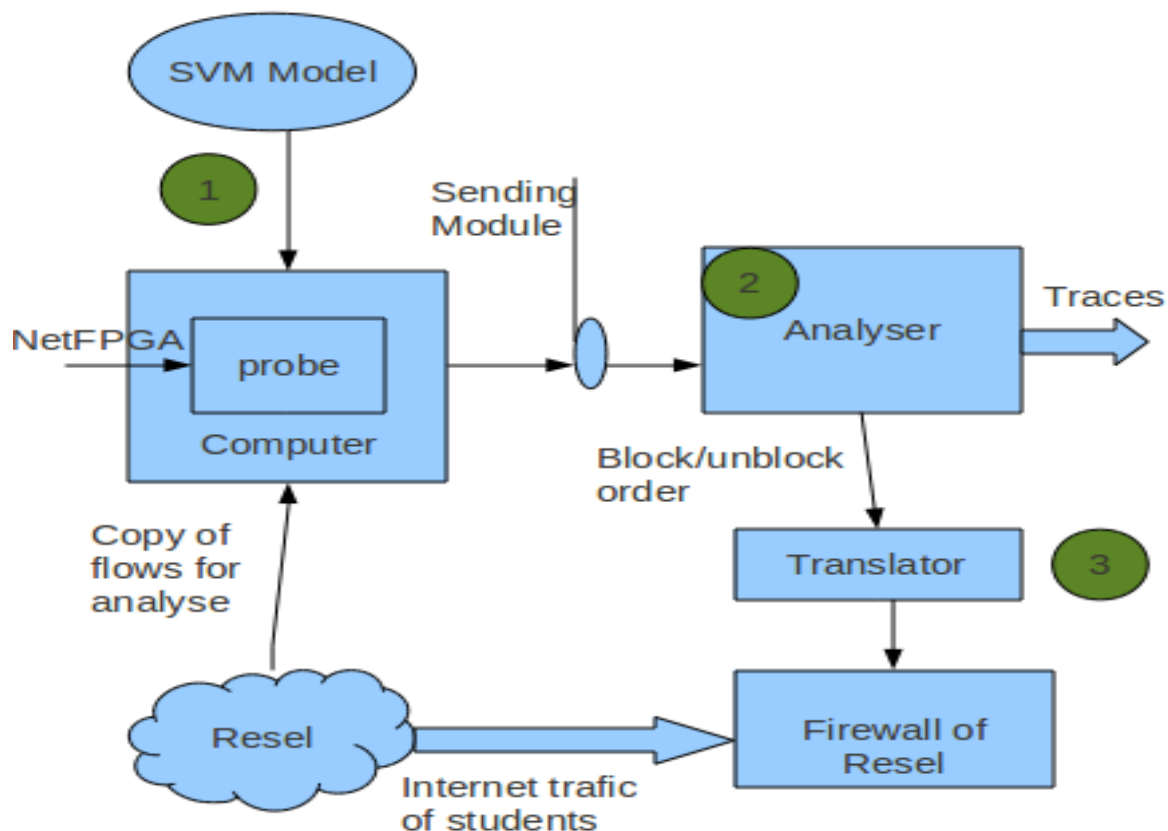 SVM Model
1
Sending
Module
2
Analyser
Traces
NetFPGA
probe
Computer
Block/unblock
order
Copy of
flows for
analyse
Translator
3
Resel
Firewall of
Resel
Internet trafic
of students